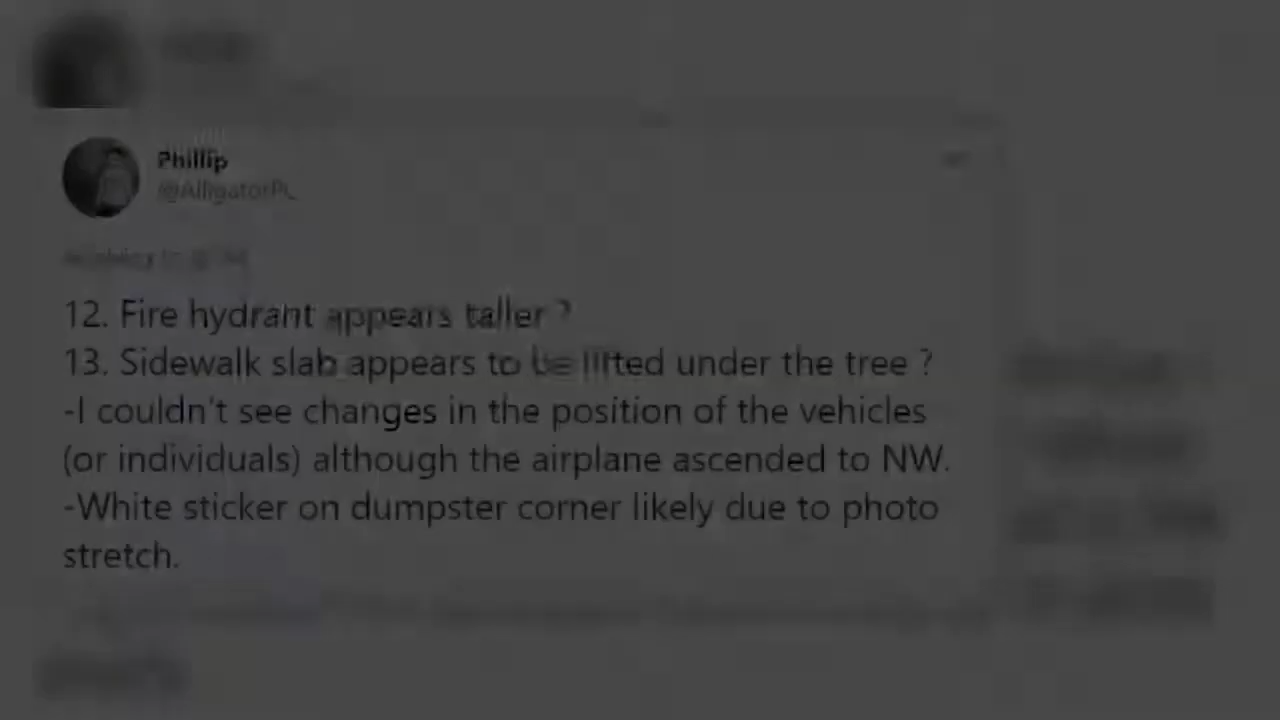 Phillip
@AlligatorPL
12. Fire hydrant appears taller ?
13. Sidewalk slab appears to be lifted under the tree ?
-I couldn't see changes in the position of the vehicles
(or individuals) although the airplane ascended to NW.
-White sticker on dumpster corner likely due to photo
stretch.